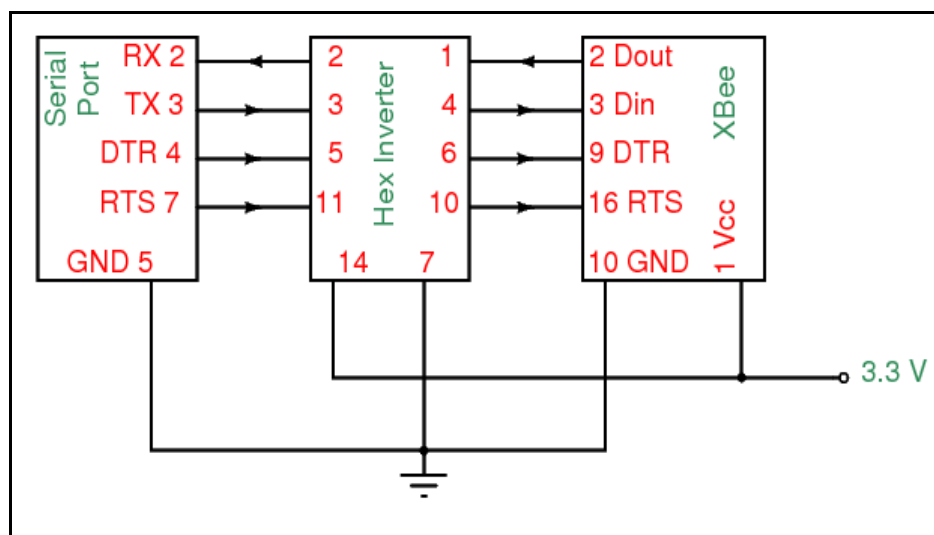 Serial Port
RX 2
TX 3
DTR 4
RTS 7
GND 5
Hex Inverter
2
1
3
4
5
6
11
10
14
7
XBee
2 Dout
3 Din
9 DTR
16 RTS
10 GND
1 Vcc
3.3 V